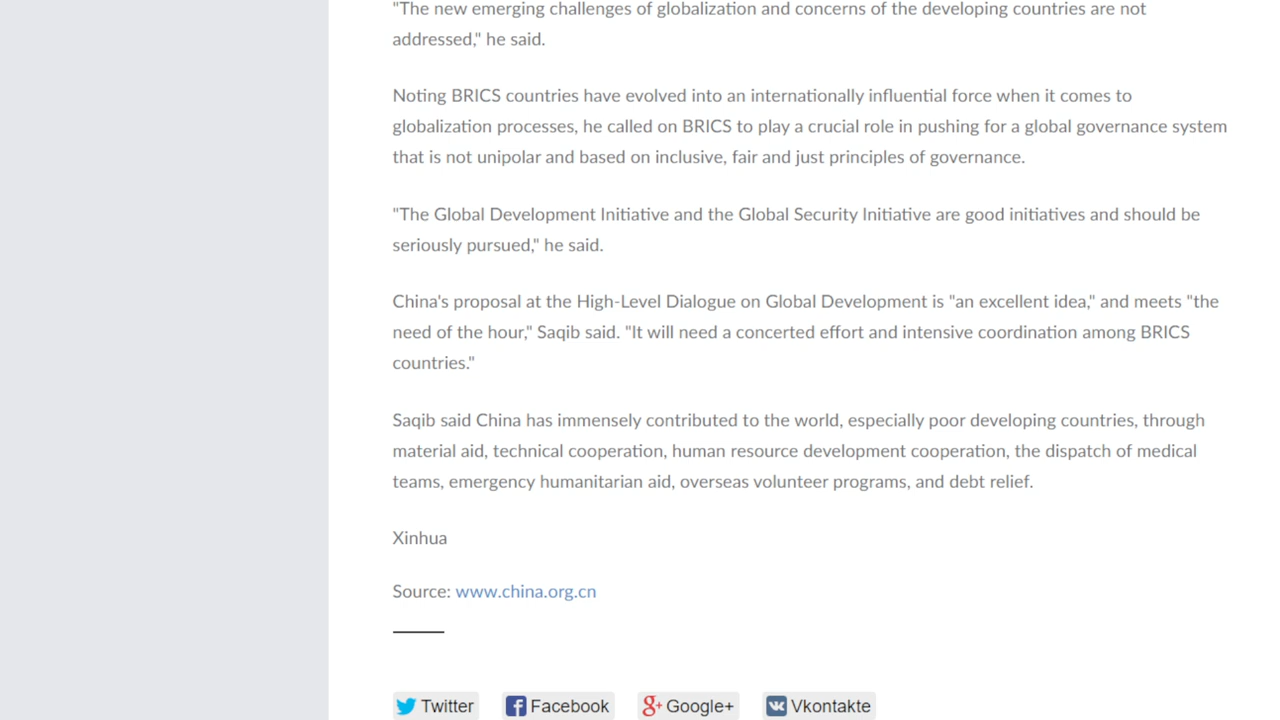 "The new emerging challenges of globalization and concerns of the developing countries are not
addressed," he said.
Noting BRICS countries have evolved into an internationally influential force when it comes to
globalization processes, he called on BRICS to play a crucial role in pushing for a global governance system
that is not unipolar and based on inclusive, fair and just principles of governance.
"The Global Development Initiative and the Global Security Initiative are good initiatives and should be
seriously pursued," he said.
China's proposal at the High-Level Dialogue on Global Development is "an excellent idea," and meets "the
need of the hour," Saqib said. "It will need a concerted effort and intensive coordination among BRICS
countries."
Saqib said China has immensely contributed to the world, especially poor developing countries, through
material aid, technical cooperation, human resource development cooperation, the dispatch of medical
teams, emergency humanitarian aid, overseas volunteer programs, and debt relief.
Xinhua
Source: www.china.org.cn
Twitter Facebook Google+ Vkontakte